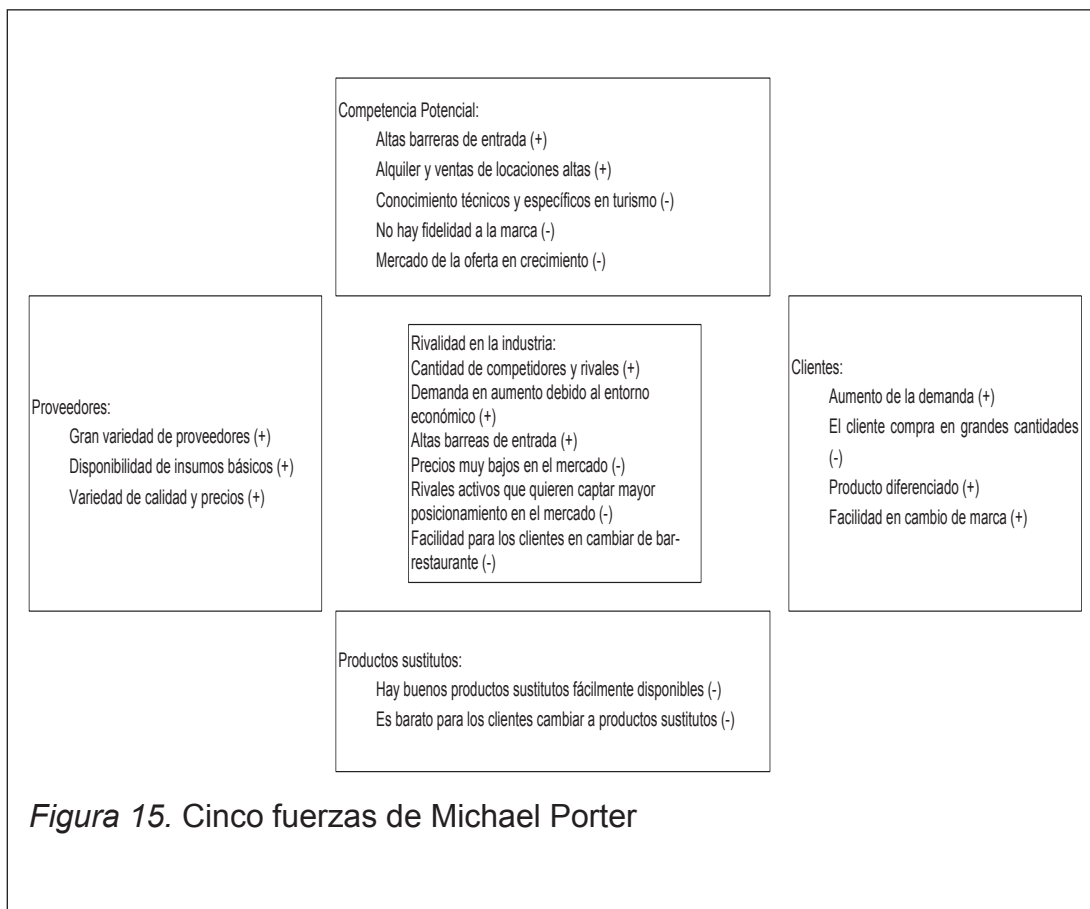 Competencia Potencial:
Altas barreras de entrada (+)
Alquiler y ventas de locaciones altas (+)
Conocimiento técnicos y específicos en turismo (-)
No hay fidelidad a la marca (-)
Mercado de la oferta en crecimiento (-)
Proveedores:
Gran variedad de proveedores (+)
Disponibilidad de insumos básicos (+)
Variedad de calidad y precios (+)
Rivalidad en la industria:
Cantidad de competidores y rivales (+)
Demanda en aumento debido al entorno
económico (+)
Altas barreas de entrada (+)
Precios muy bajos en el mercado (-)
Rivales activos que quieren captar mayor
posicionamiento en el mercado (-)
Facilidad para los clientes en cambiar de bar-
restaurante (-)
Clientes:
Aumento de la demanda (+)
El cliente compra en grandes cantidades
(-)
Producto diferenciado (+)
Facilidad en cambio de marca (+)
Productos sustitutos:
Hay buenos productos sustitutos fácilmente disponibles (-)
Es barato para los clientes cambiar a productos sustitutos (-)
Figura 15. Cinco fuerzas de Michael Porter